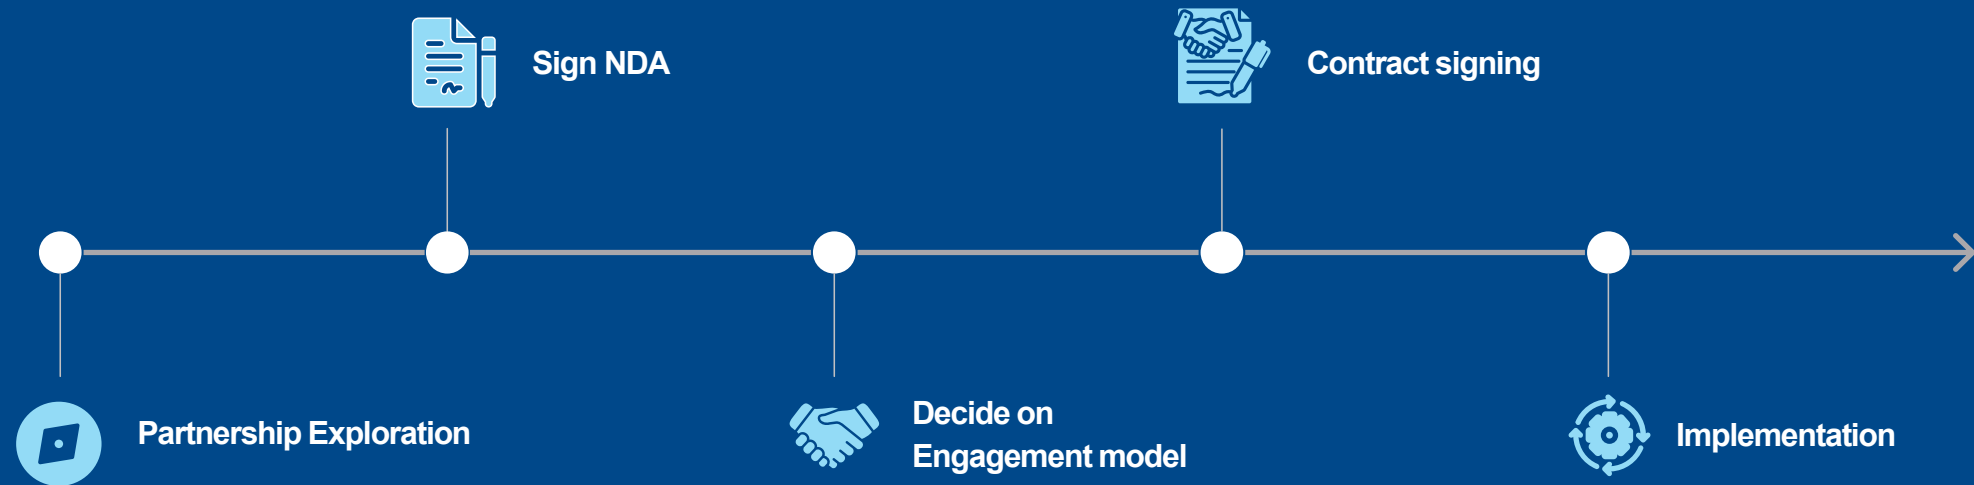 Sign NDA
Contract signing
Partnership Exploration
Decide on
Engagement model
Implementation